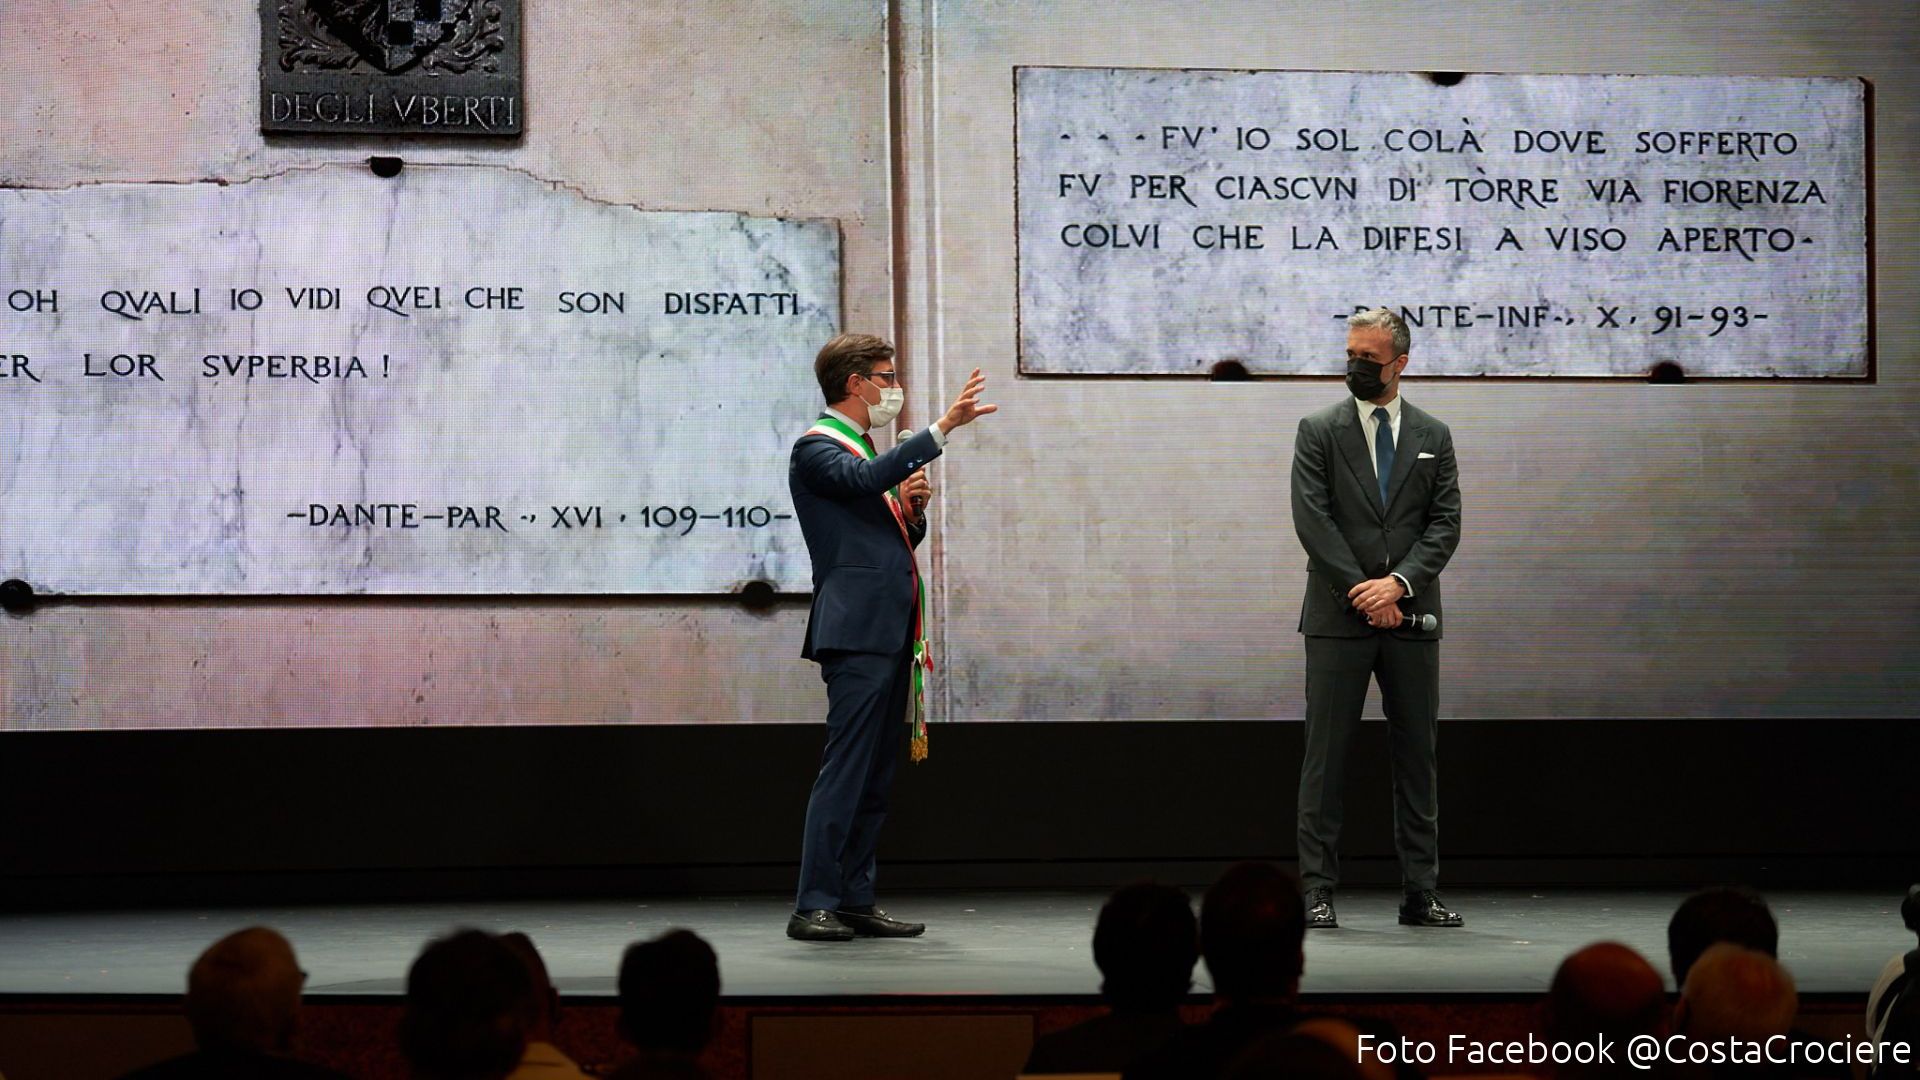 DEGLI VBERTI
OH QVALI IO VIDI QVEI CHE SON DISFATTI
ER LOR SVPERBIA !
-DANTE-PAR ., XVI . 109-110-
- - - FV' IO SOL COLÀ DOVE SOFFERTO
FV PER CIASCVN DI TÒRRE VIA FIORENZA
COLVI CHE LA DIFESI A VISO APERTO-
-DANTE-INF., X, 91-93-
Foto Facebook @CostaCrociere